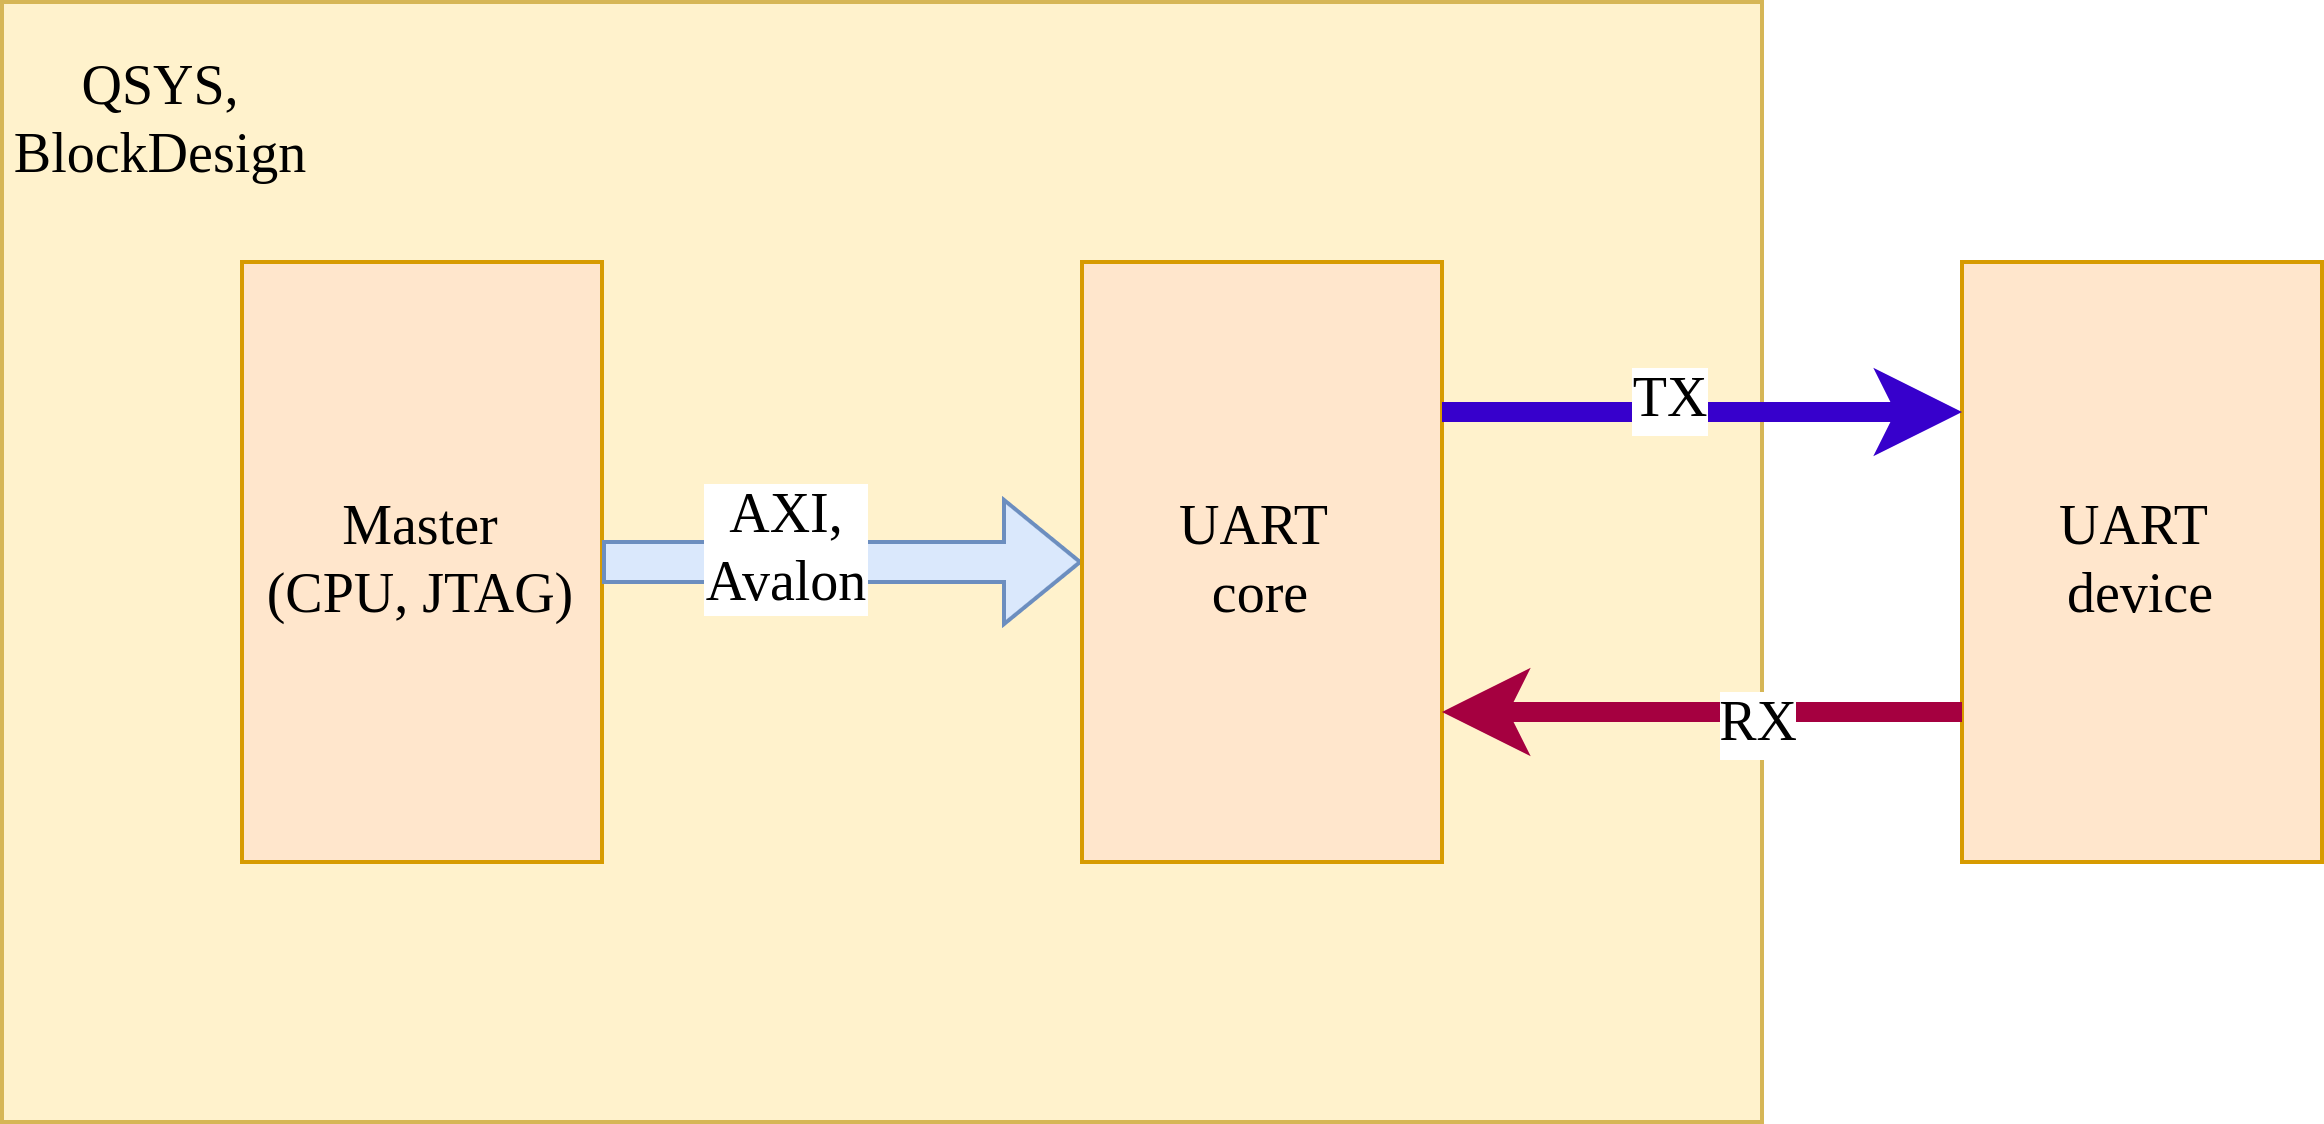 QSYS,
BlockDesign
Master
(CPU, JTAG)
AXI,
Avalon
UART
core
TX
RX
UART
device